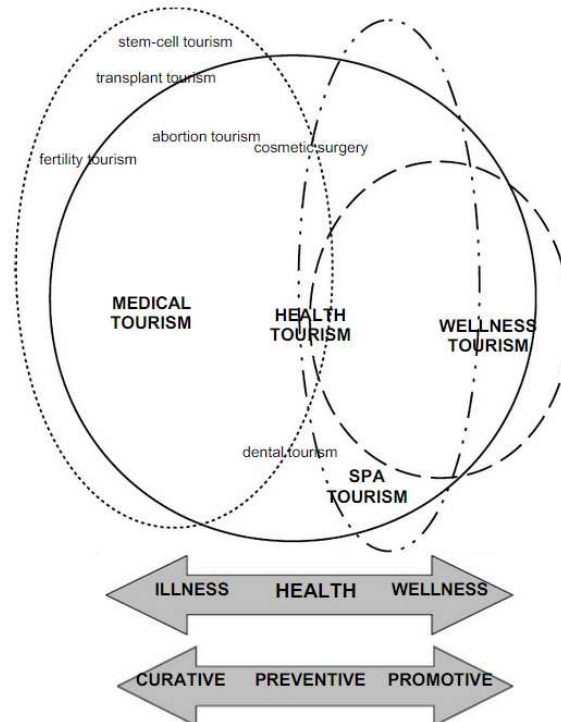 stem-cell tourism
transplant tourism
abortion tourism
cosmetic surgery
fertility tourism
MEDICAL
TOURISM
HEALTH
TOURISM
WELLNESS
TOURISM
dental tourism
SPA
TOURISM
ILLNESS HEALTH WELLNESS
CURATIVE PREVENTIVE PROMOTIVE